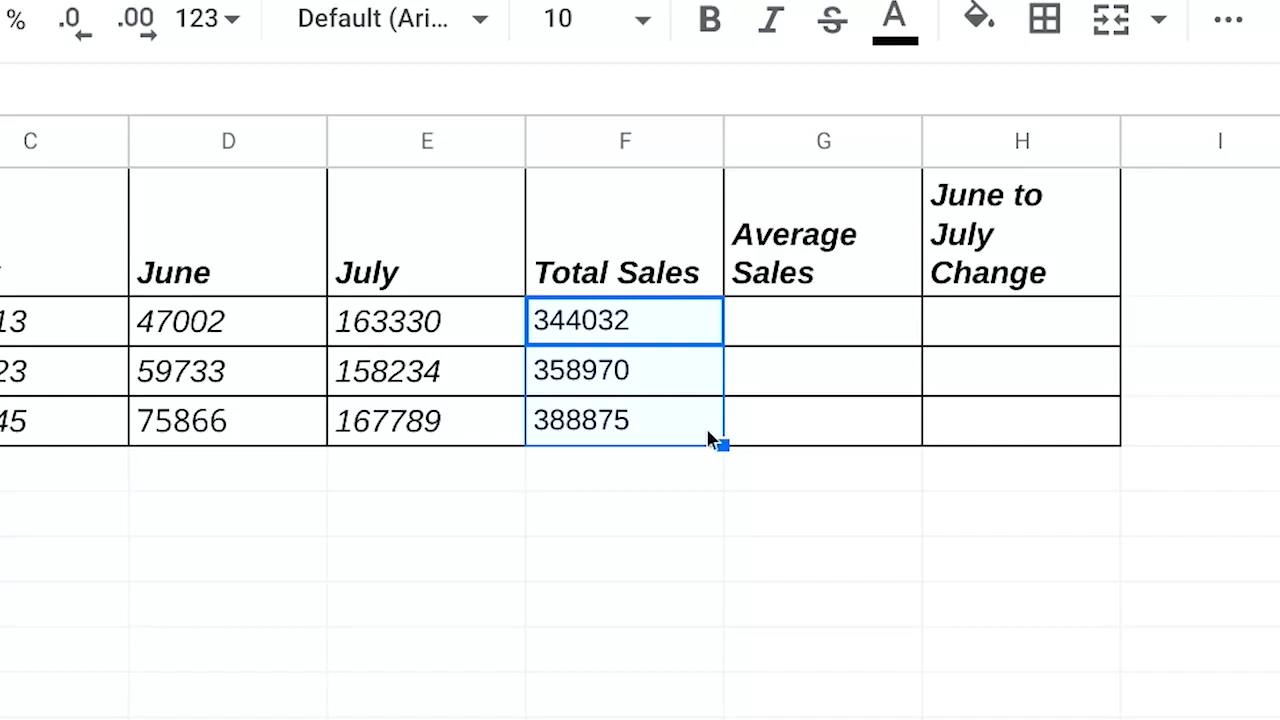 % .0 .00 123 Default (Ari... 10 B I S A
C D E F G H I
June July Total Sales Average Sales June to July Change
13 47002 163330 344032
23 59733 158234 358970
45 75866 167789 388875